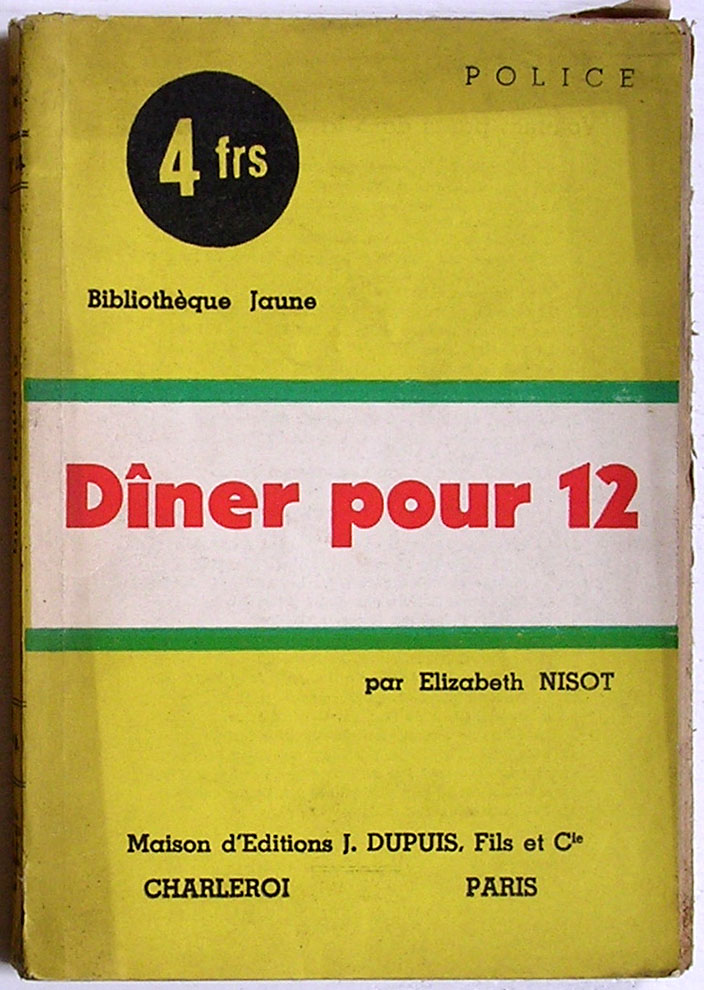 POLICE
4 frs
Bibliothèque Jaune
Dîner pour 12
par Elizabeth NISOT
Maison d'Editions J. DUPUIS, Fils et Cie
CHARLEROI PARIS